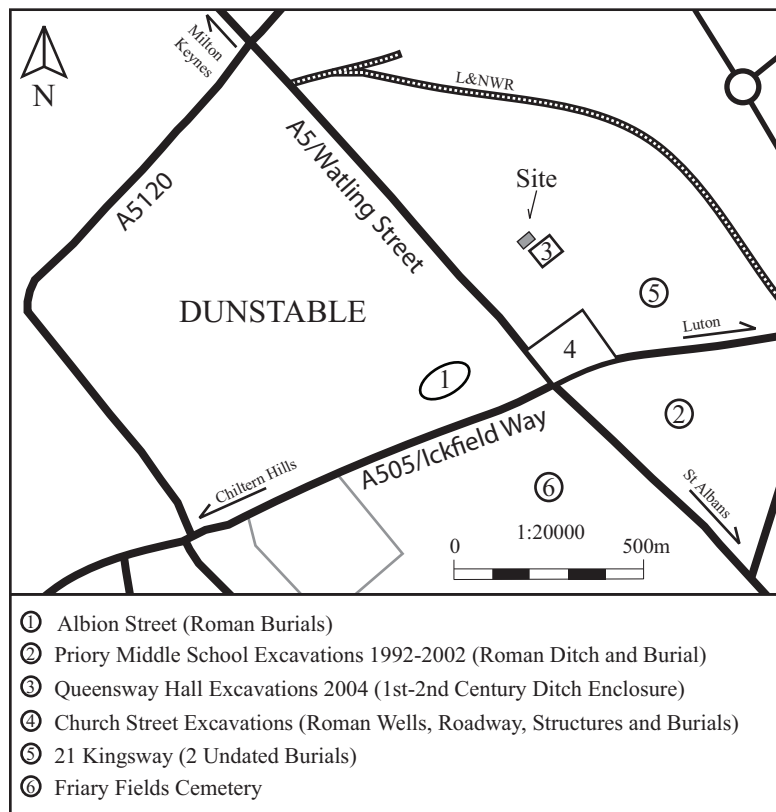 Milton
Keynes
N
L&NWR
A5/Watling Street
A5120
Site
3
5
DUNSTABLE
Luton
4
1
2
A505/Ickfield Way
Chiltern Hills
6
St Albans
1:20000
0 500m
1 Albion Street (Roman Burials)
2 Priory Middle School Excavations 1992-2002 (Roman Ditch and Burial)
3 Queensway Hall Excavations 2004 (1st-2nd Century Ditch Enclosure)
4 Church Street Excavations (Roman Wells, Roadway, Structures and Burials)
5 21 Kingsway (2 Undated Burials)
6 Friary Fields Cemetery